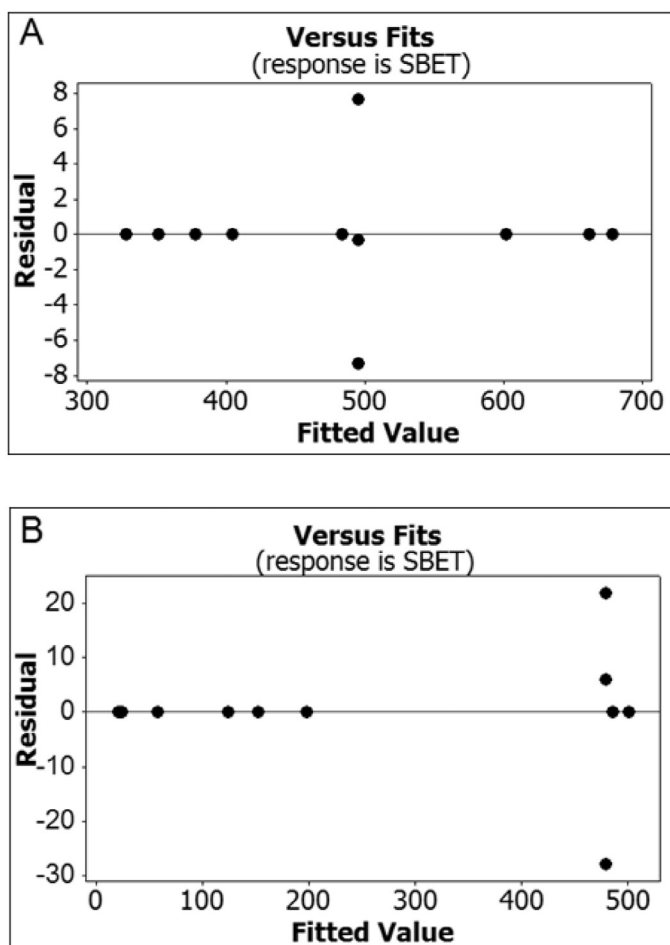 A
Versus Fits
(response is SBET)
8
6
4
2
0
-2
-4
-6
-8
Residual
300 400 500 600 700
Fitted Value
B
Versus Fits
(response is SBET)
20
10
0
-10
-20
-30
Residual
0 100 200 300 400 500
Fitted Value